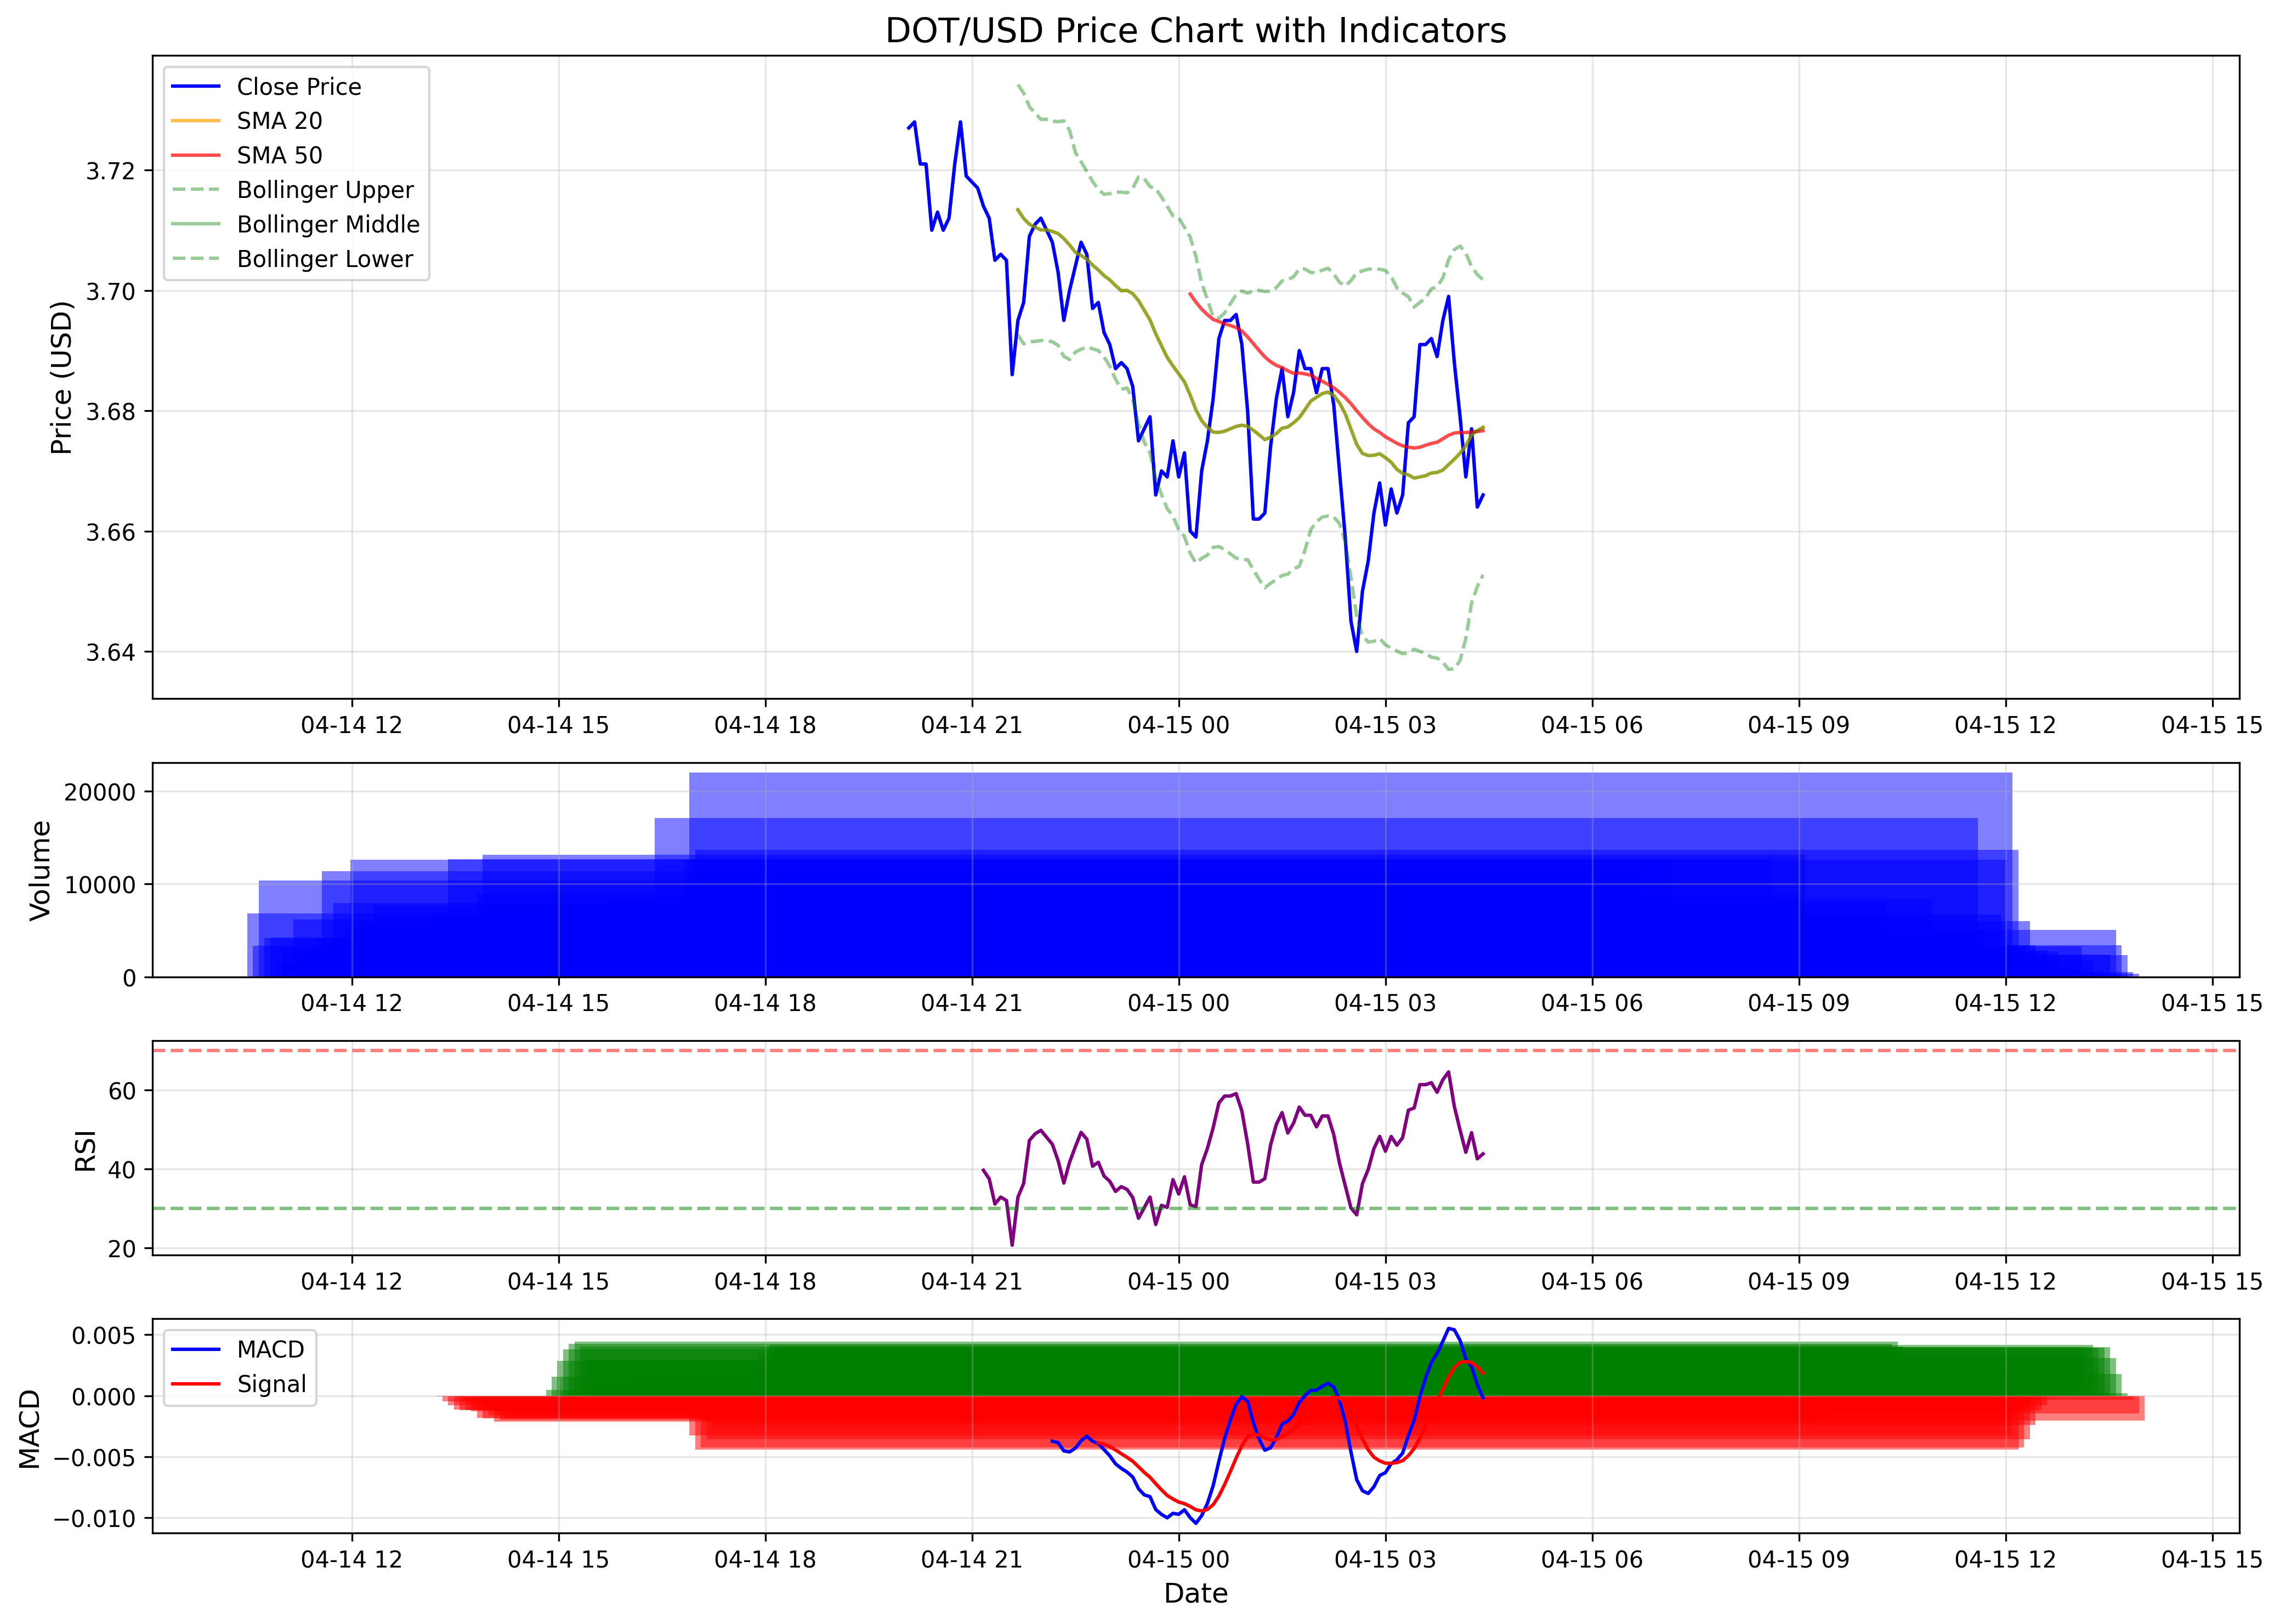 DOT/USD Price Chart with Indicators
Close Price
SMA 20
SMA 50
Bollinger Upper
Bollinger Middle
Bollinger Lower
Price (USD)
3.72
3.70
3.68
3.66
3.64
04-14 12 04-14 15 04-14 18 04-14 21 04-15 00 04-15 03 04-15 06 04-15 09 04-15 12 04-15 15
Volume
20000
10000
0
04-14 12 04-14 15 04-14 18 04-14 21 04-15 00 04-15 03 04-15 06 04-15 09 04-15 12 04-15 15
RSI
60
40
20
04-14 12 04-14 15 04-14 18 04-14 21 04-15 00 04-15 03 04-15 06 04-15 09 04-15 12 04-15 15
MACD
Signal
MACD
0.005
0.000
−0.005
−0.010
04-14 12 04-14 15 04-14 18 04-14 21 04-15 00 04-15 03 04-15 06 04-15 09 04-15 12 04-15 15
Date